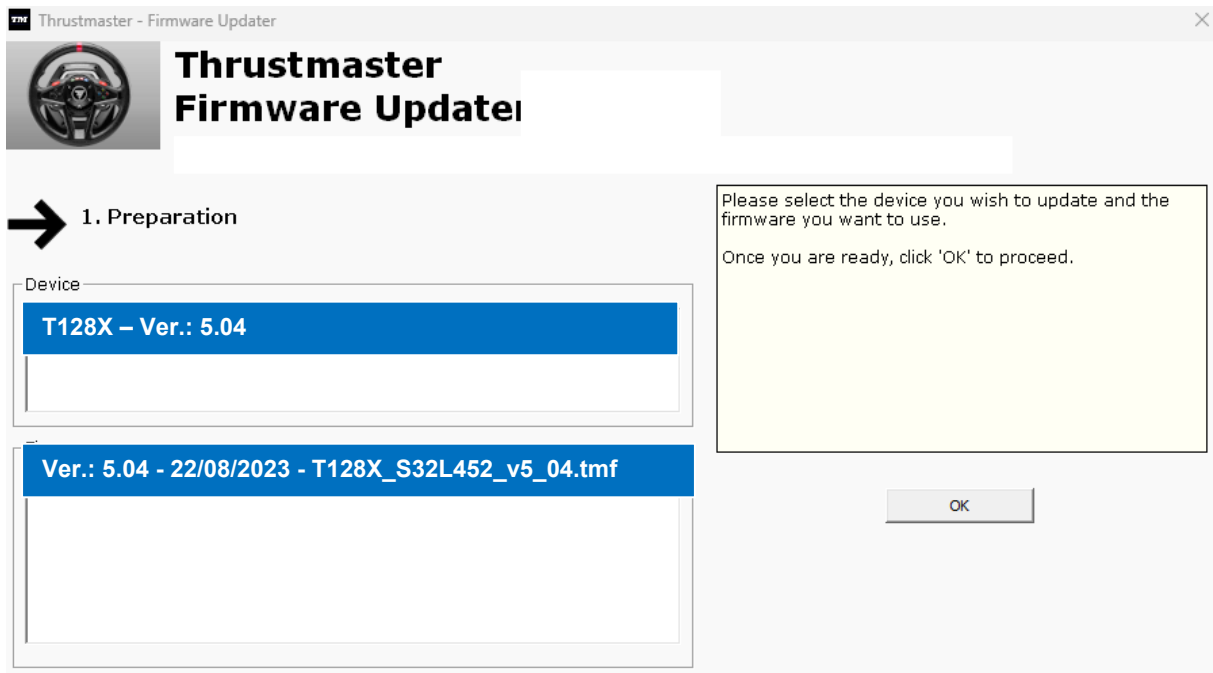 Thrustmaster - Firmware Updater
Thrustmaster
Firmware Updater
1. Preparation
Please select the device you wish to update and the
firmware you want to use.
Once you are ready, click 'OK' to proceed.
Device
T128X – Ver.: 5.04
Ver.: 5.04 - 22/08/2023 - T128X_S32L452_v5_04.tmf
OK